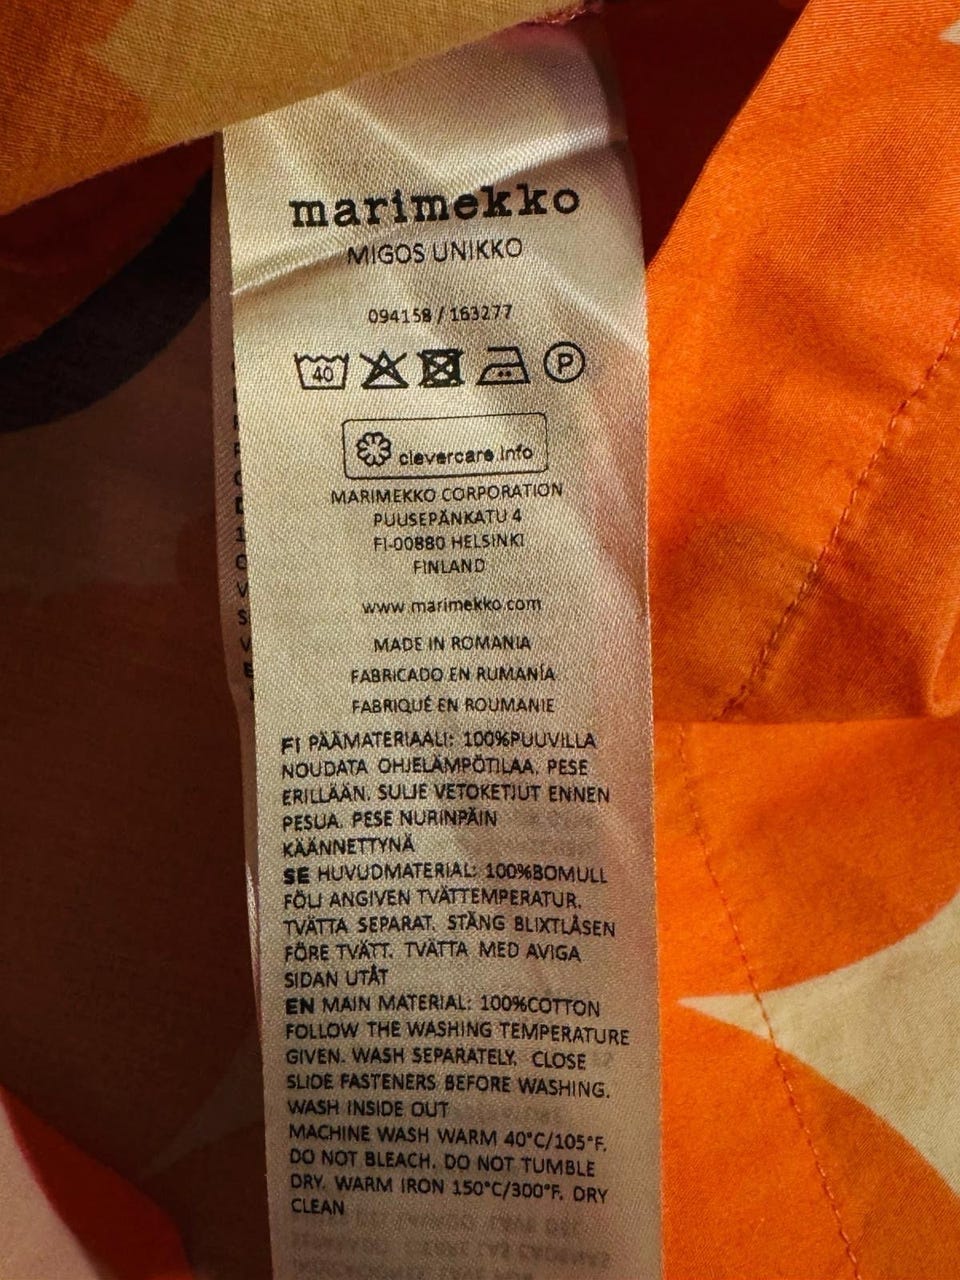 marimekko
MIGOS UNIKKO
094158 / 163277
40 P
clevercare.info
MARIMEKKO CORPORATION
PUUSEPÄNKATU 4
FI-00880 HELSINKI
FINLAND
www.marimekko.com
MADE IN ROMANIA
FABRICADO EN RUMANÍA
FABRIQUÉ EN ROUMANIE
FI PÄÄMATERIAALI: 100%PUUVILLA
NOUDATA OHJELÄMPÖTILAA. PESE
ERILLÄÄN. SULJE VETOKETJUT ENNEN
PESUA. PESE NURINPÄIN
KÄÄNNETTYNÄ
SE HUVUDMATERIAL: 100%BOMULL
FÖLJ ANGIVEN TVÄTTEMPERATUR.
TVÄTTA SEPARAT. STÄNG BLIXTLÅSEN
FÖRE TVÄTT. TVÄTTA MED AVIGA
SIDAN UTÅT
EN MAIN MATERIAL: 100%COTTON
FOLLOW THE WASHING TEMPERATURE
GIVEN. WASH SEPARATELY. CLOSE
SLIDE FASTENERS BEFORE WASHING.
WASH INSIDE OUT
MACHINE WASH WARM 40°C/105°F.
DO NOT BLEACH. DO NOT TUMBLE
DRY. WARM IRON 150°C/300°F. DRY
CLEAN